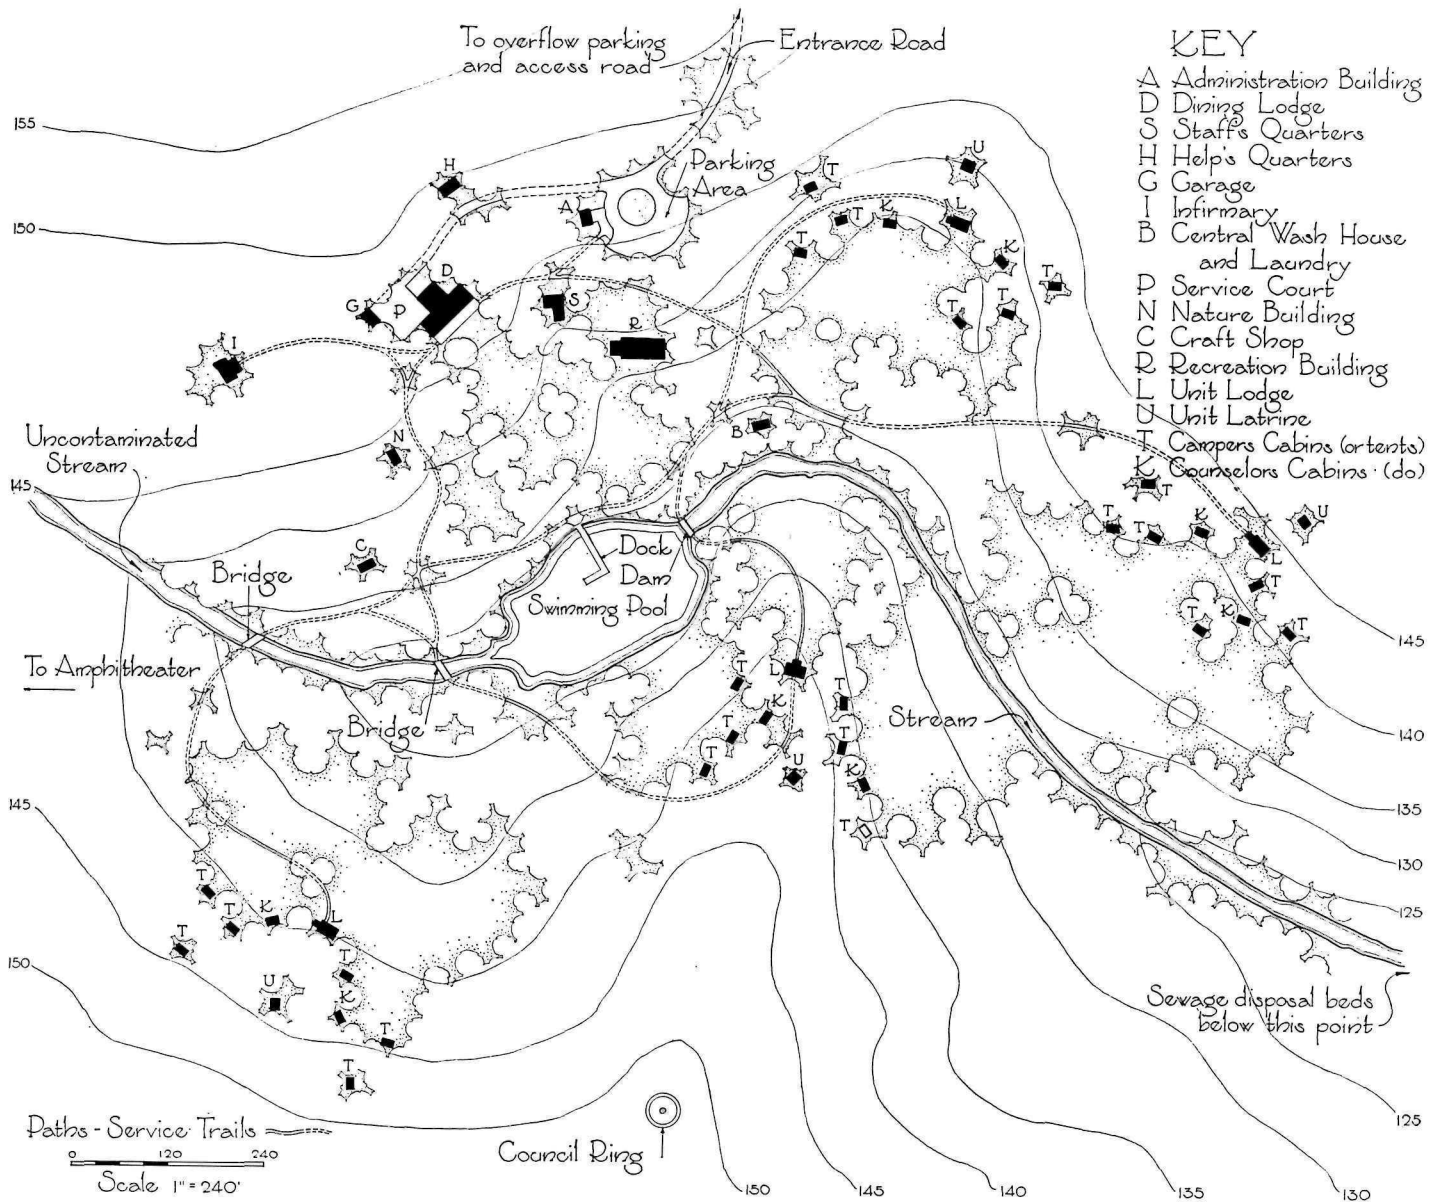 To overflow parking
and access road
Entrance Road
KEY
A Administration Building
D Dining Lodge
S Staff's Quarters
H Help's Quarters
G Garage
I Infirmary
B Central Wash House
and Laundry
P Service Court
N Nature Building
C Craft Shop
R Recreation Building
L Unit Lodge
U Unit Latrine
T Campers Cabins (or tents)
K Counselors Cabins · (do)
155
150
H
A
Parking
Area
T
U
T
K
L
T
K
T
T
T
G
P
D
S
R
I
N
B
Uncontaminated
Stream
145
C
Bridge
Dock
Dam
Swimming Pool
T
T
T
K
U
L
T
T
K
T
145
To Amphitheater
Bridge
L
T
K
T
T
U
T
T
K
T
Stream
140
135
130
125
145
T
T
K
L
T
U
T
K
T
T
150
Sewage disposal beds
below this point
125
Paths - Service Trails
0 120 240
Scale 1" = 240'
Council Ring
150
145
140
135
130